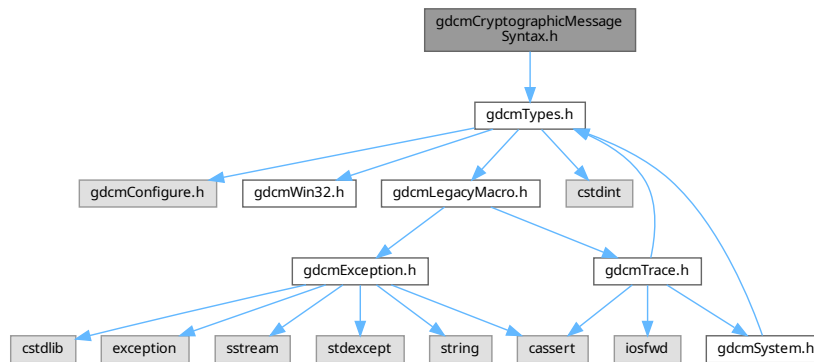 gdcmCryptographicMessage
Syntax.h
gdcmTypes.h
gdcmConfigure.h
gdcmWin32.h
gdcmLegacyMacro.h
cstdint
gdcmException.h
gdcmTrace.h
cstdlib
exception
sstream
stdexcept
string
cassert
iosfwd
gdcmSystem.h